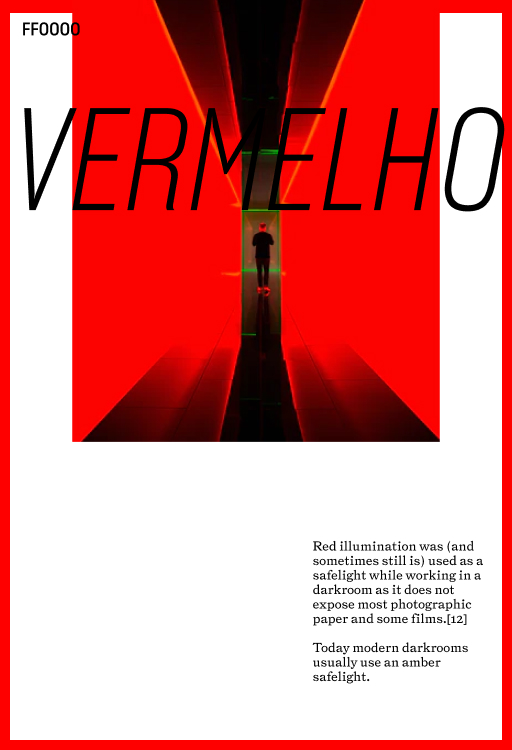 FF0000
VERMELHO
Red illumination was (and
sometimes still is) used as a
safelight while working in a
darkroom as it does not
expose most photographic
paper and some films.[12]
Today modern darkrooms
usually use an amber
safelight.